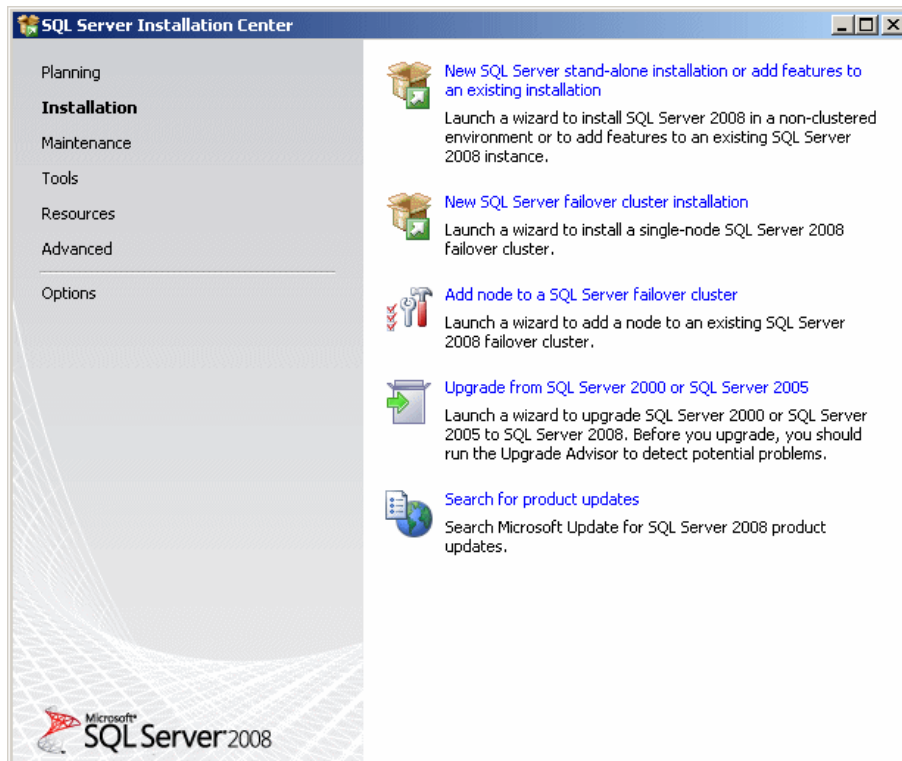 SQL Server Installation Center
Planning
Installation
Maintenance
Tools
Resources
Advanced
Options
New SQL Server stand-alone installation or add features to
an existing installation
Launch a wizard to install SQL Server 2008 in a non-clustered
environment or to add features to an existing SQL Server
2008 instance.
New SQL Server failover cluster installation
Launch a wizard to install a single-node SQL Server 2008
failover cluster.
Add node to a SQL Server failover cluster
Launch a wizard to add a node to an existing SQL Server
2008 failover cluster.
Upgrade from SQL Server 2000 or SQL Server 2005
Launch a wizard to upgrade SQL Server 2000 or SQL Server
2005 to SQL Server 2008. Before you upgrade, you should
run the Upgrade Advisor to detect potential problems.
Search for product updates
Search Microsoft Update for SQL Server 2008 product
updates.
Microsoft®
SQL Server 2008